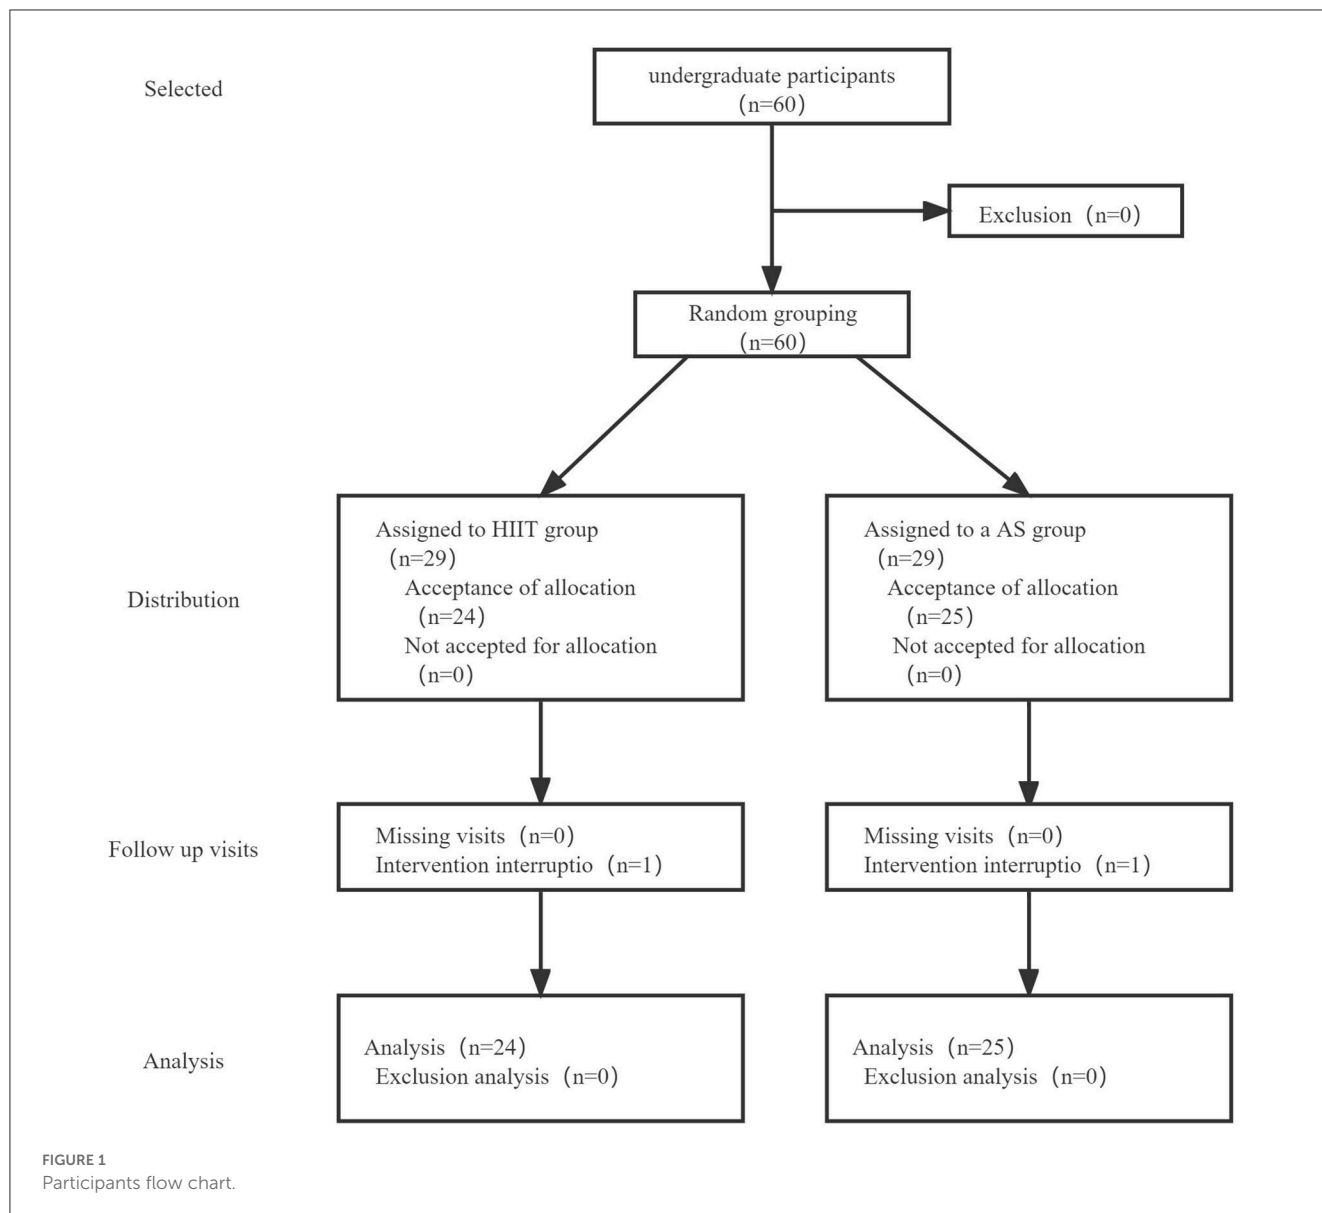 Selected
undergraduate participants
(n=60)
Exclusion (n=0)
Random grouping
(n=60)
Distribution
Assigned to HIIT group
(n=29)
Acceptance of allocation
(n=24)
Not accepted for allocation
(n=0)
Assigned to a AS group
(n=29)
Acceptance of allocation
(n=25)
Not accepted for allocation
(n=0)
Follow up visits
Missing visits (n=0)
Intervention interruptio (n=1)
Missing visits (n=0)
Intervention interruptio (n=1)
Analysis
Analysis (n=24)
Exclusion analysis (n=0)
Analysis (n=25)
Exclusion analysis (n=0)
FIGURE 1
Participants flow chart.